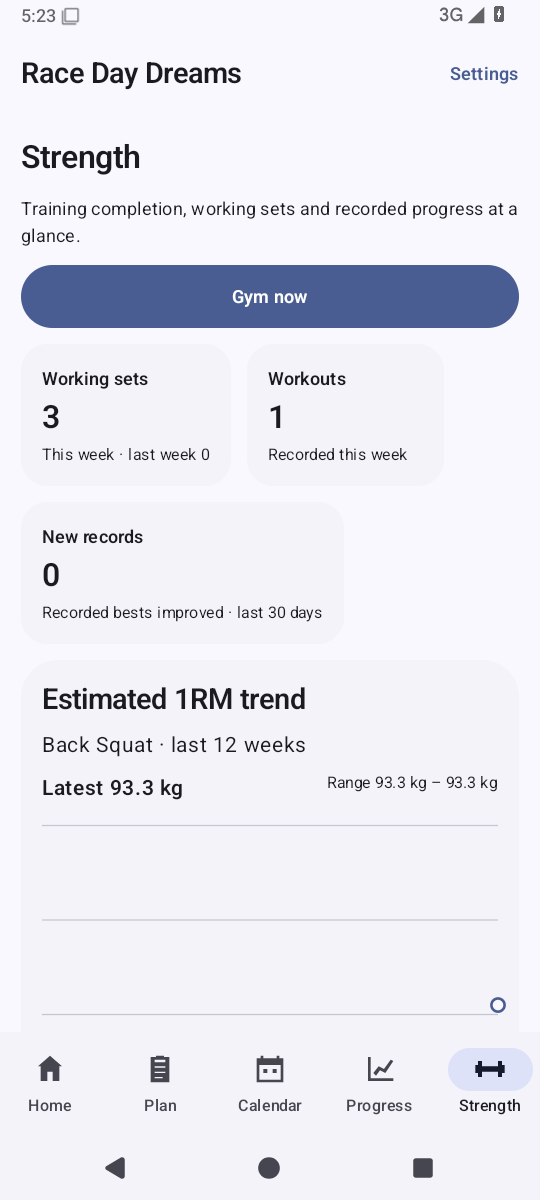 5:23
3G
Race Day Dreams
Settings
Strength
Training completion, working sets and recorded progress at a
glance.
Gym now
Working sets
3
This week · last week 0
Workouts
1
Recorded this week
New records
0
Recorded bests improved · last 30 days
Estimated 1RM trend
Back Squat · last 12 weeks
Latest 93.3 kg
Range 93.3 kg – 93.3 kg
Home
Plan
Calendar
Progress
Strength